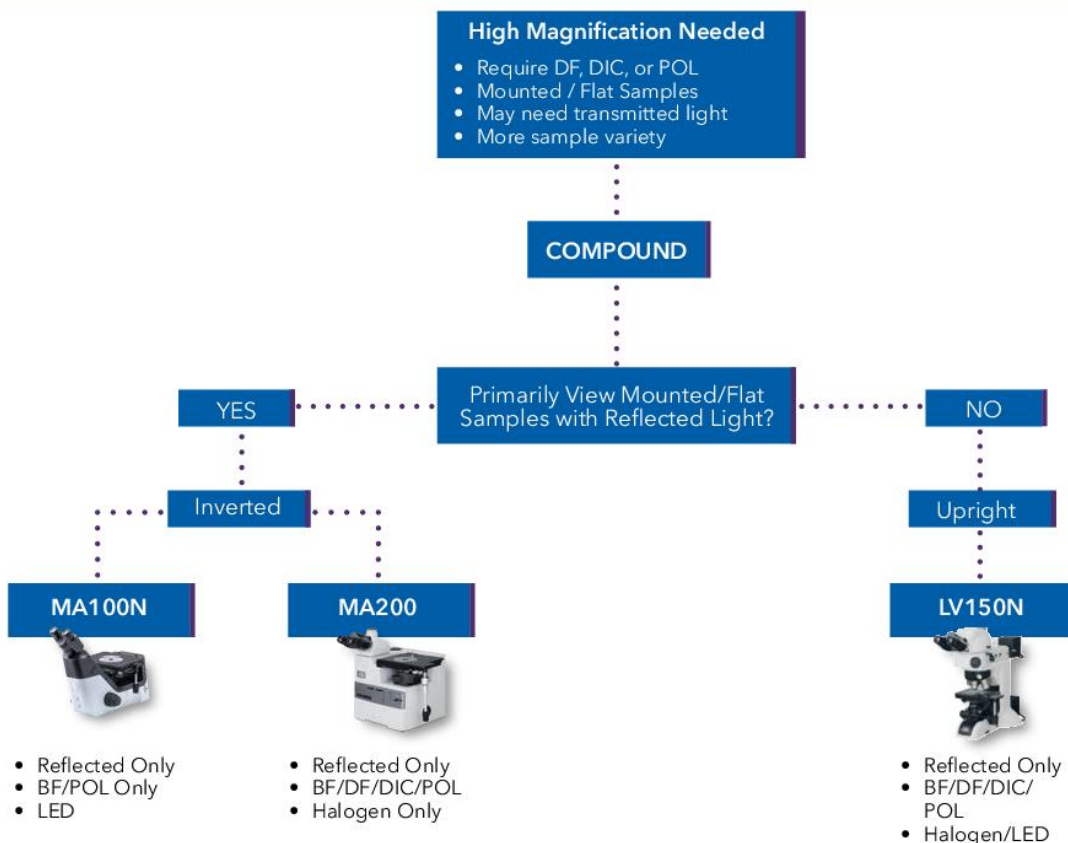 High Magnification Needed
• Require DF, DIC, or POL
• Mounted / Flat Samples
• May need transmitted light
• More sample variety
COMPOUND
Primarily View Mounted/Flat
Samples with Reflected Light?
YES
NO
Inverted
Upright
MA100N
MA200
LV150N
• Reflected Only
• BF/POL Only
• LED
• Reflected Only
• BF/DF/DIC/POL
• Halogen Only
• Reflected Only
• BF/DF/DIC/
POL
• Halogen/LED